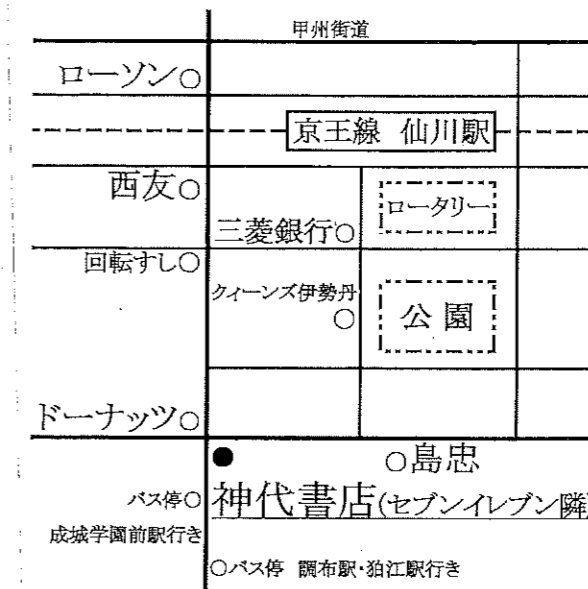 甲州街道
ローソン○
京王線 仙川駅
西友○
ロータリー
三菱銀行○
回転すし○
クィーンズ伊勢丹
○
公園
ドーナッツ○
●
○島忠
バス停○
神代書店(セブンイレブン隣)
成城学園前駅行き
○バス停 調布駅・狛江駅行き